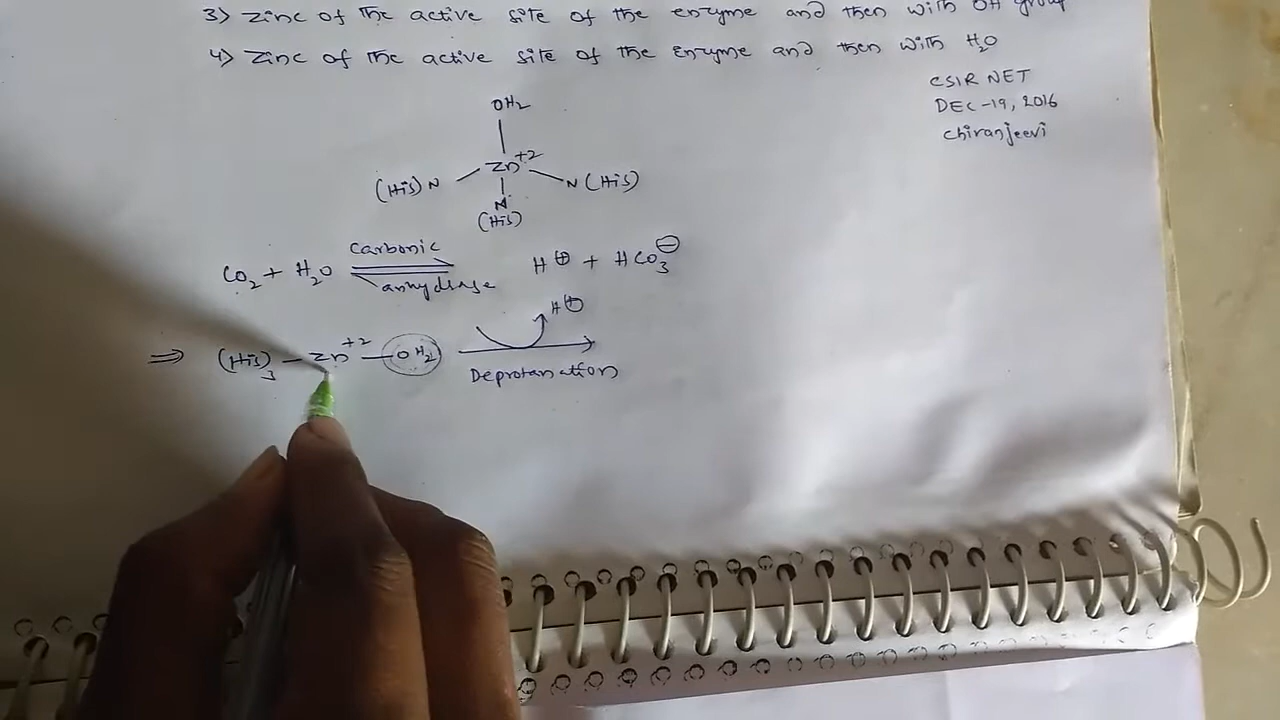 3) Zinc of the active site of the enzyme and then with OH group
4) Zinc of the active site of the Enzyme and then with H2O
CSIR NET
DEC-19, 2016
chiranjeevi
OH2
Zn+2
(His) N
N (His)
N
(His)
CO2 + H2O
Carbonic
anhydrase
H⊕ + HCO3⊖
H⊕
⇒ (His)3 — Zn+2 — OH2
Deprotanation